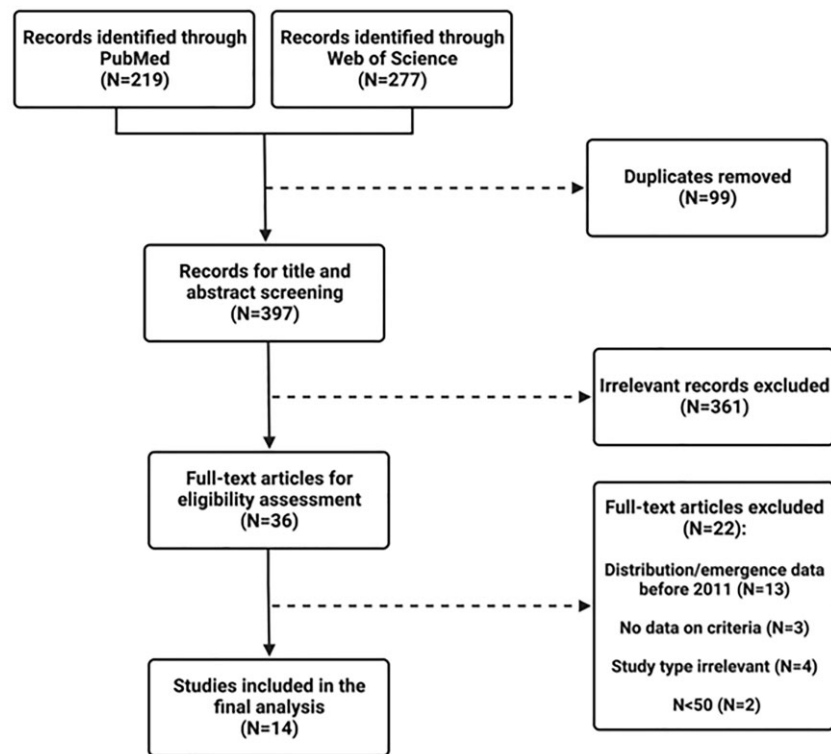 Records identified through
PubMed
(N=219)
Records identified through
Web of Science
(N=277)
Duplicates removed
(N=99)
Records for title and
abstract screening
(N=397)
Irrelevant records excluded
(N=361)
Full-text articles for
eligibility assessment
(N=36)
Full-text articles excluded
(N=22):
Distribution/emergence data
before 2011 (N=13)
No data on criteria (N=3)
Study type irrelevant (N=4)
N<50 (N=2)
Studies included in the
final analysis
(N=14)